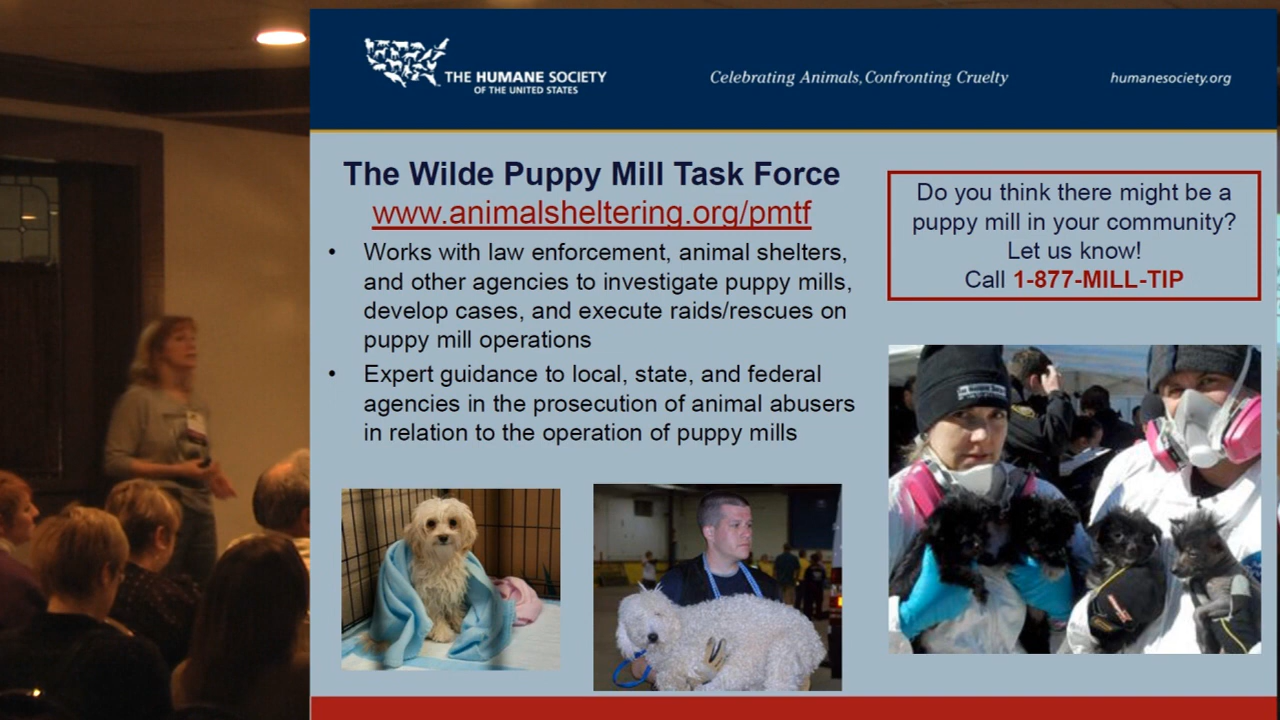 THE HUMANE SOCIETY
OF THE UNITED STATES
Celebrating Animals, Confronting Cruelty
humanesociety.org
The Wilde Puppy Mill Task Force
www.animalsheltering.org/pmtf
• Works with law enforcement, animal shelters,
and other agencies to investigate puppy mills,
develop cases, and execute raids/rescues on
puppy mill operations
• Expert guidance to local, state, and federal
agencies in the prosecution of animal abusers
in relation to the operation of puppy mills
Do you think there might be a
puppy mill in your community?
Let us know!
Call 1-877-MILL-TIP